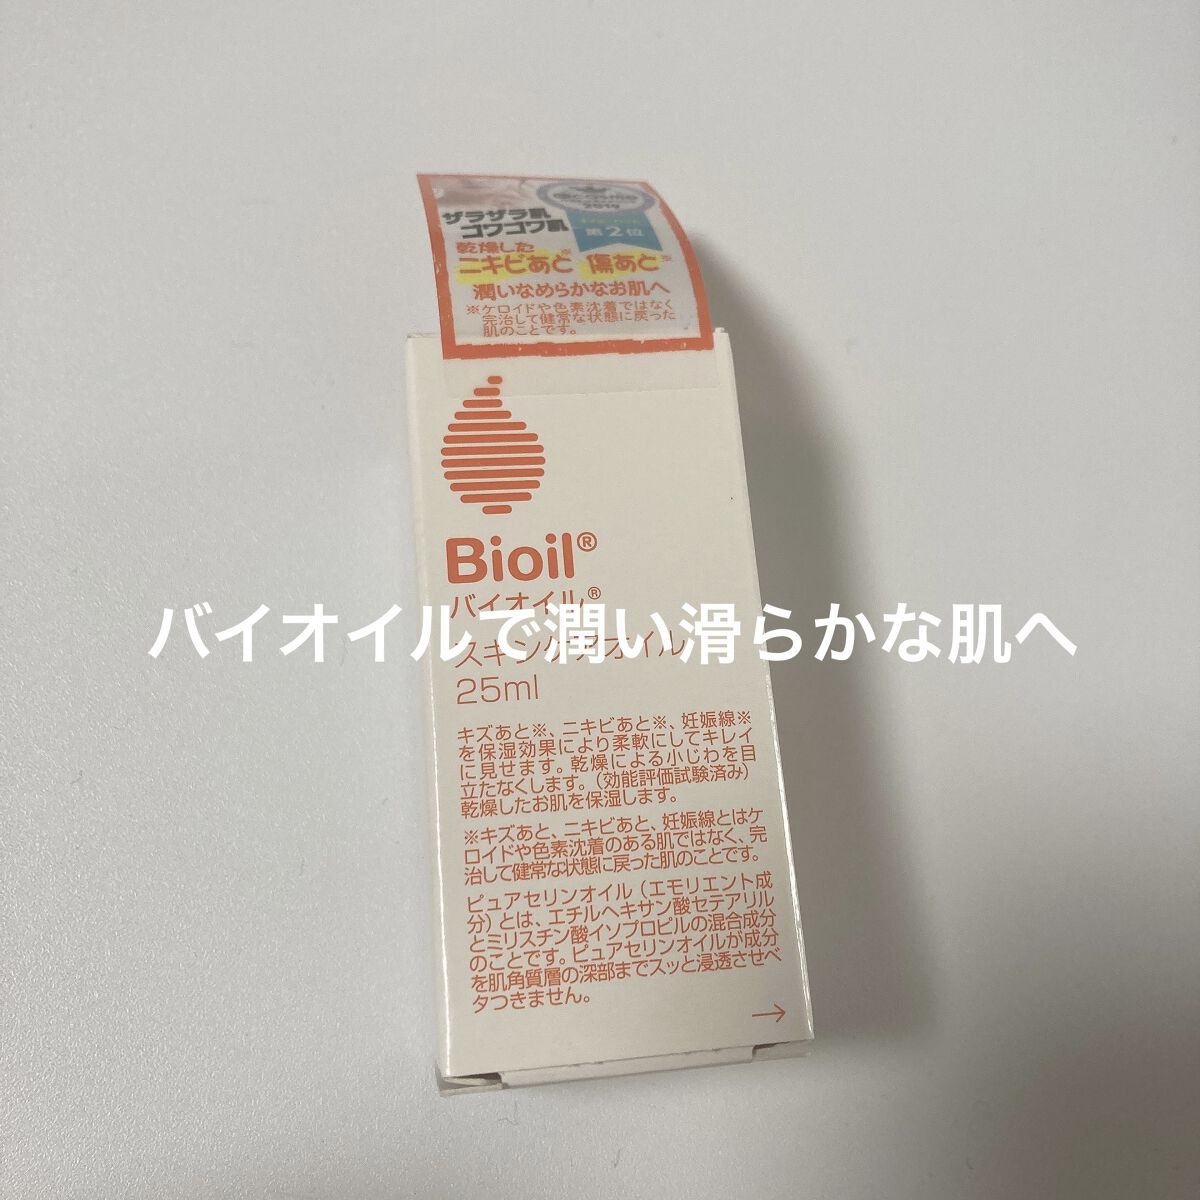 ザラザラ肌
コワコワ肌
2019
第2位
乾燥した
ニキビあと※ 傷あと※
潤いなめらかなお肌へ
※ケロイドや色素沈着ではなく
完治して健常な状態に戻った
肌のことです。
Bioil®
バイオイル®
バイオイルで潤い滑らかな肌へ
スキンケアオイル
25ml
キズあと※、ニキビあと※、妊娠線※
を保湿効果により柔軟にしてキレイ
に見せます。乾燥による小じわを目
立たなくします。(効能評価試験済み)
乾燥したお肌を保湿します。
※キズあと、ニキビあと、妊娠線とはケ
ロイドや色素沈着のある肌ではなく、完
治して健常な状態に戻った肌のことです。
ピュアセリンオイル(エモリエント成
分)とは、エチルヘキサン酸セテアリル
とミリスチン酸イソプロピルの混合成分
のことです。ピュアセリンオイルが成分
を肌角質層の深部までスッと浸透させベ
タつきません。
→